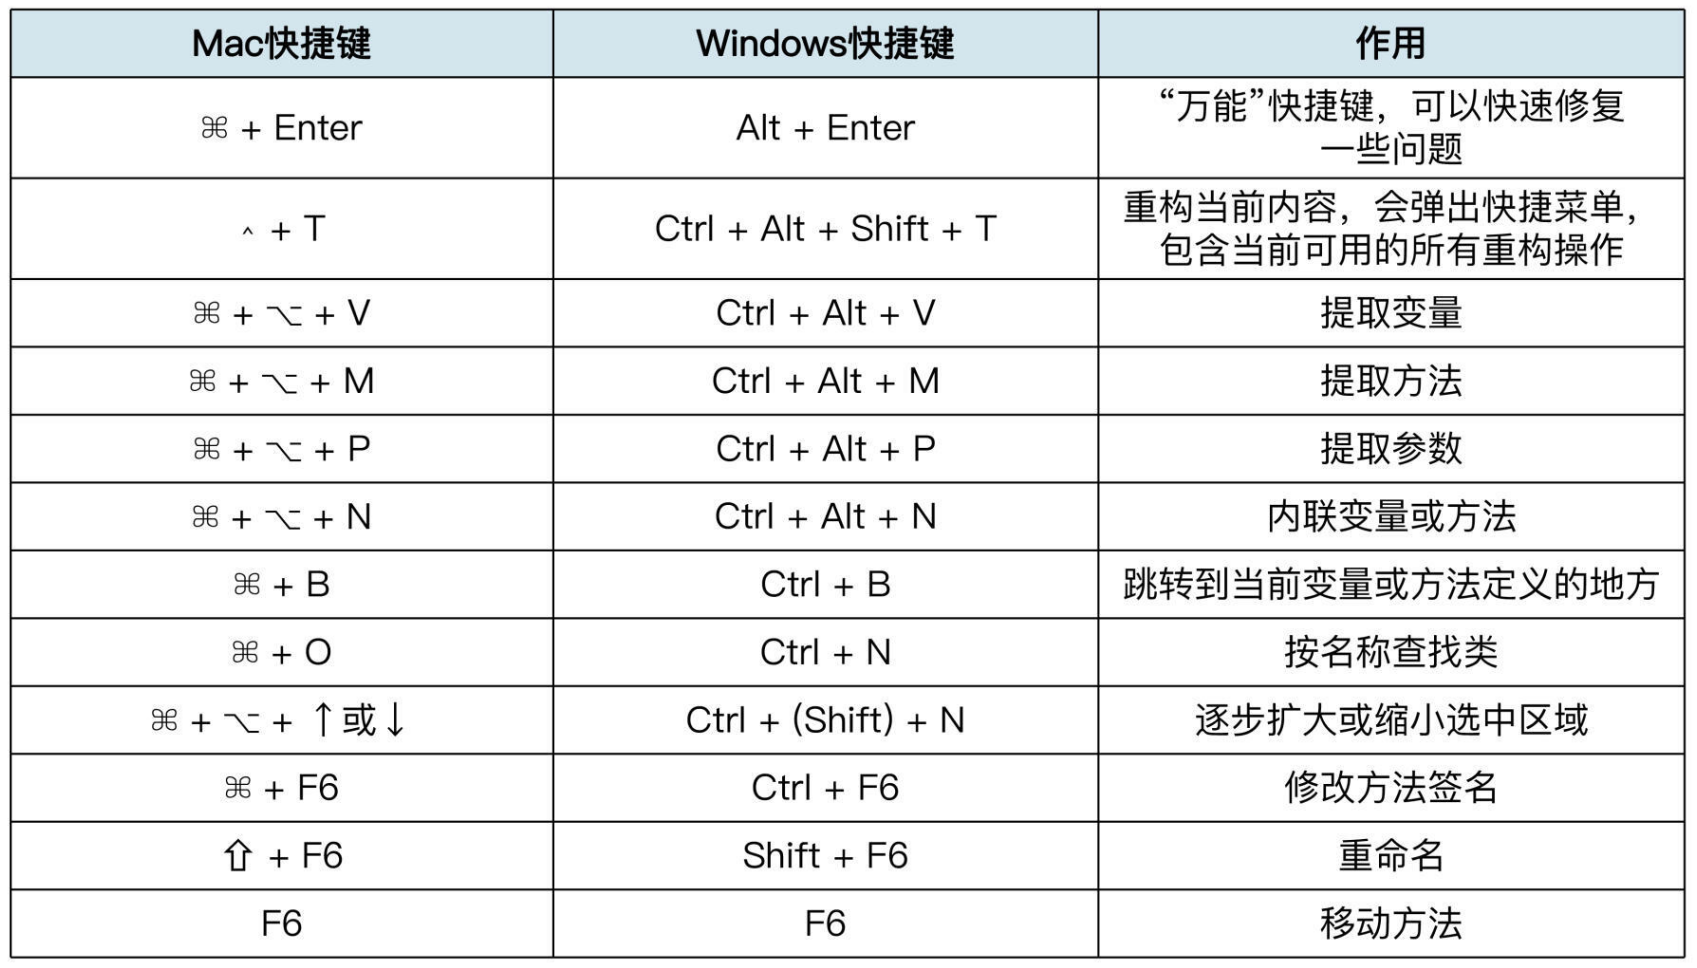 Mac快捷键 Windows快捷键 作用
⌘ + Enter Alt + Enter “万能”快捷键，可以快速修复
一些问题
^ + T Ctrl + Alt + Shift + T 重构当前内容，会弹出快捷菜单，
包含当前可用的所有重构操作
⌘ + ⌥ + V Ctrl + Alt + V 提取变量
⌘ + ⌥ + M Ctrl + Alt + M 提取方法
⌘ + ⌥ + P Ctrl + Alt + P 提取参数
⌘ + ⌥ + N Ctrl + Alt + N 内联变量或方法
⌘ + B Ctrl + B 跳转到当前变量或方法定义的地方
⌘ + O Ctrl + N 按名称查找类
⌘ + ⌥ + ↑或↓ Ctrl + (Shift) + N 逐步扩大或缩小选中区域
⌘ + F6 Ctrl + F6 修改方法签名
⇧ + F6 Shift + F6 重命名
F6 F6 移动方法